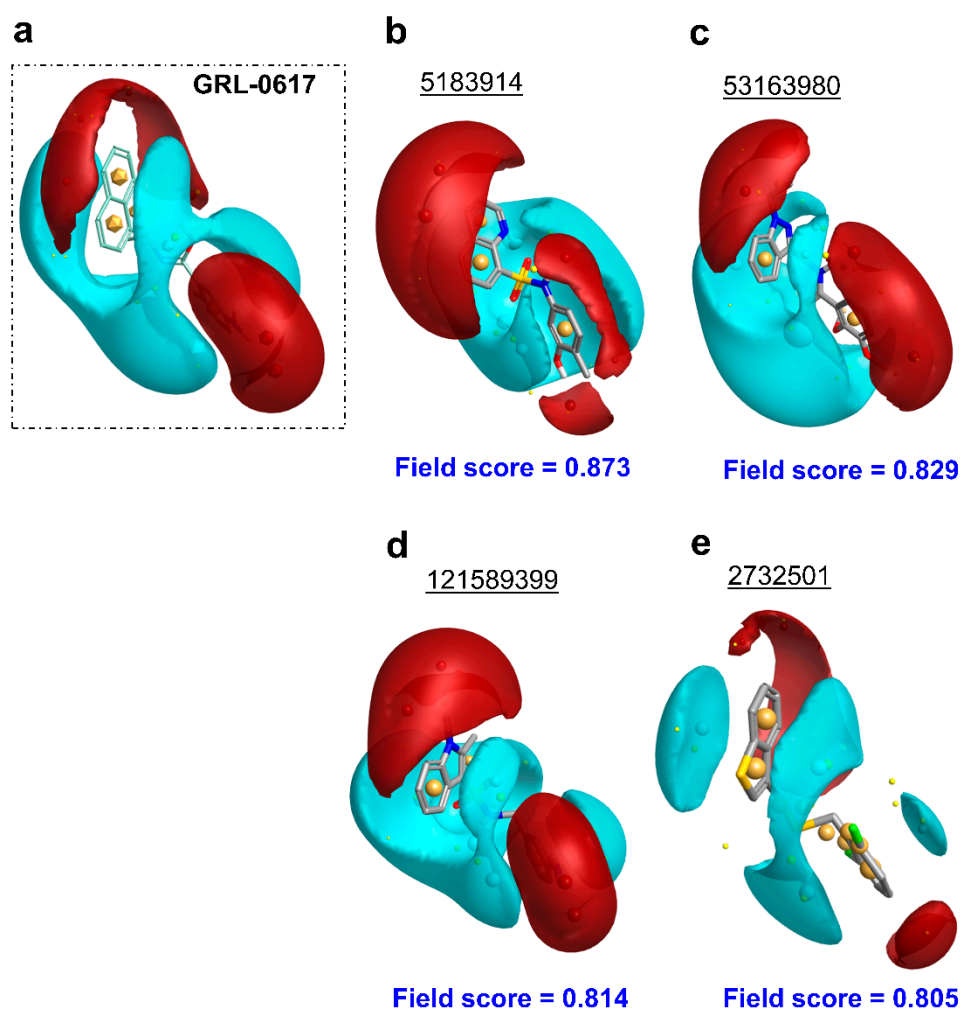 a
GRL-0617
b
5183914
Field score = 0.873
c
53163980
Field score = 0.829
d
121589399
Field score = 0.814
e
2732501
Field score = 0.805